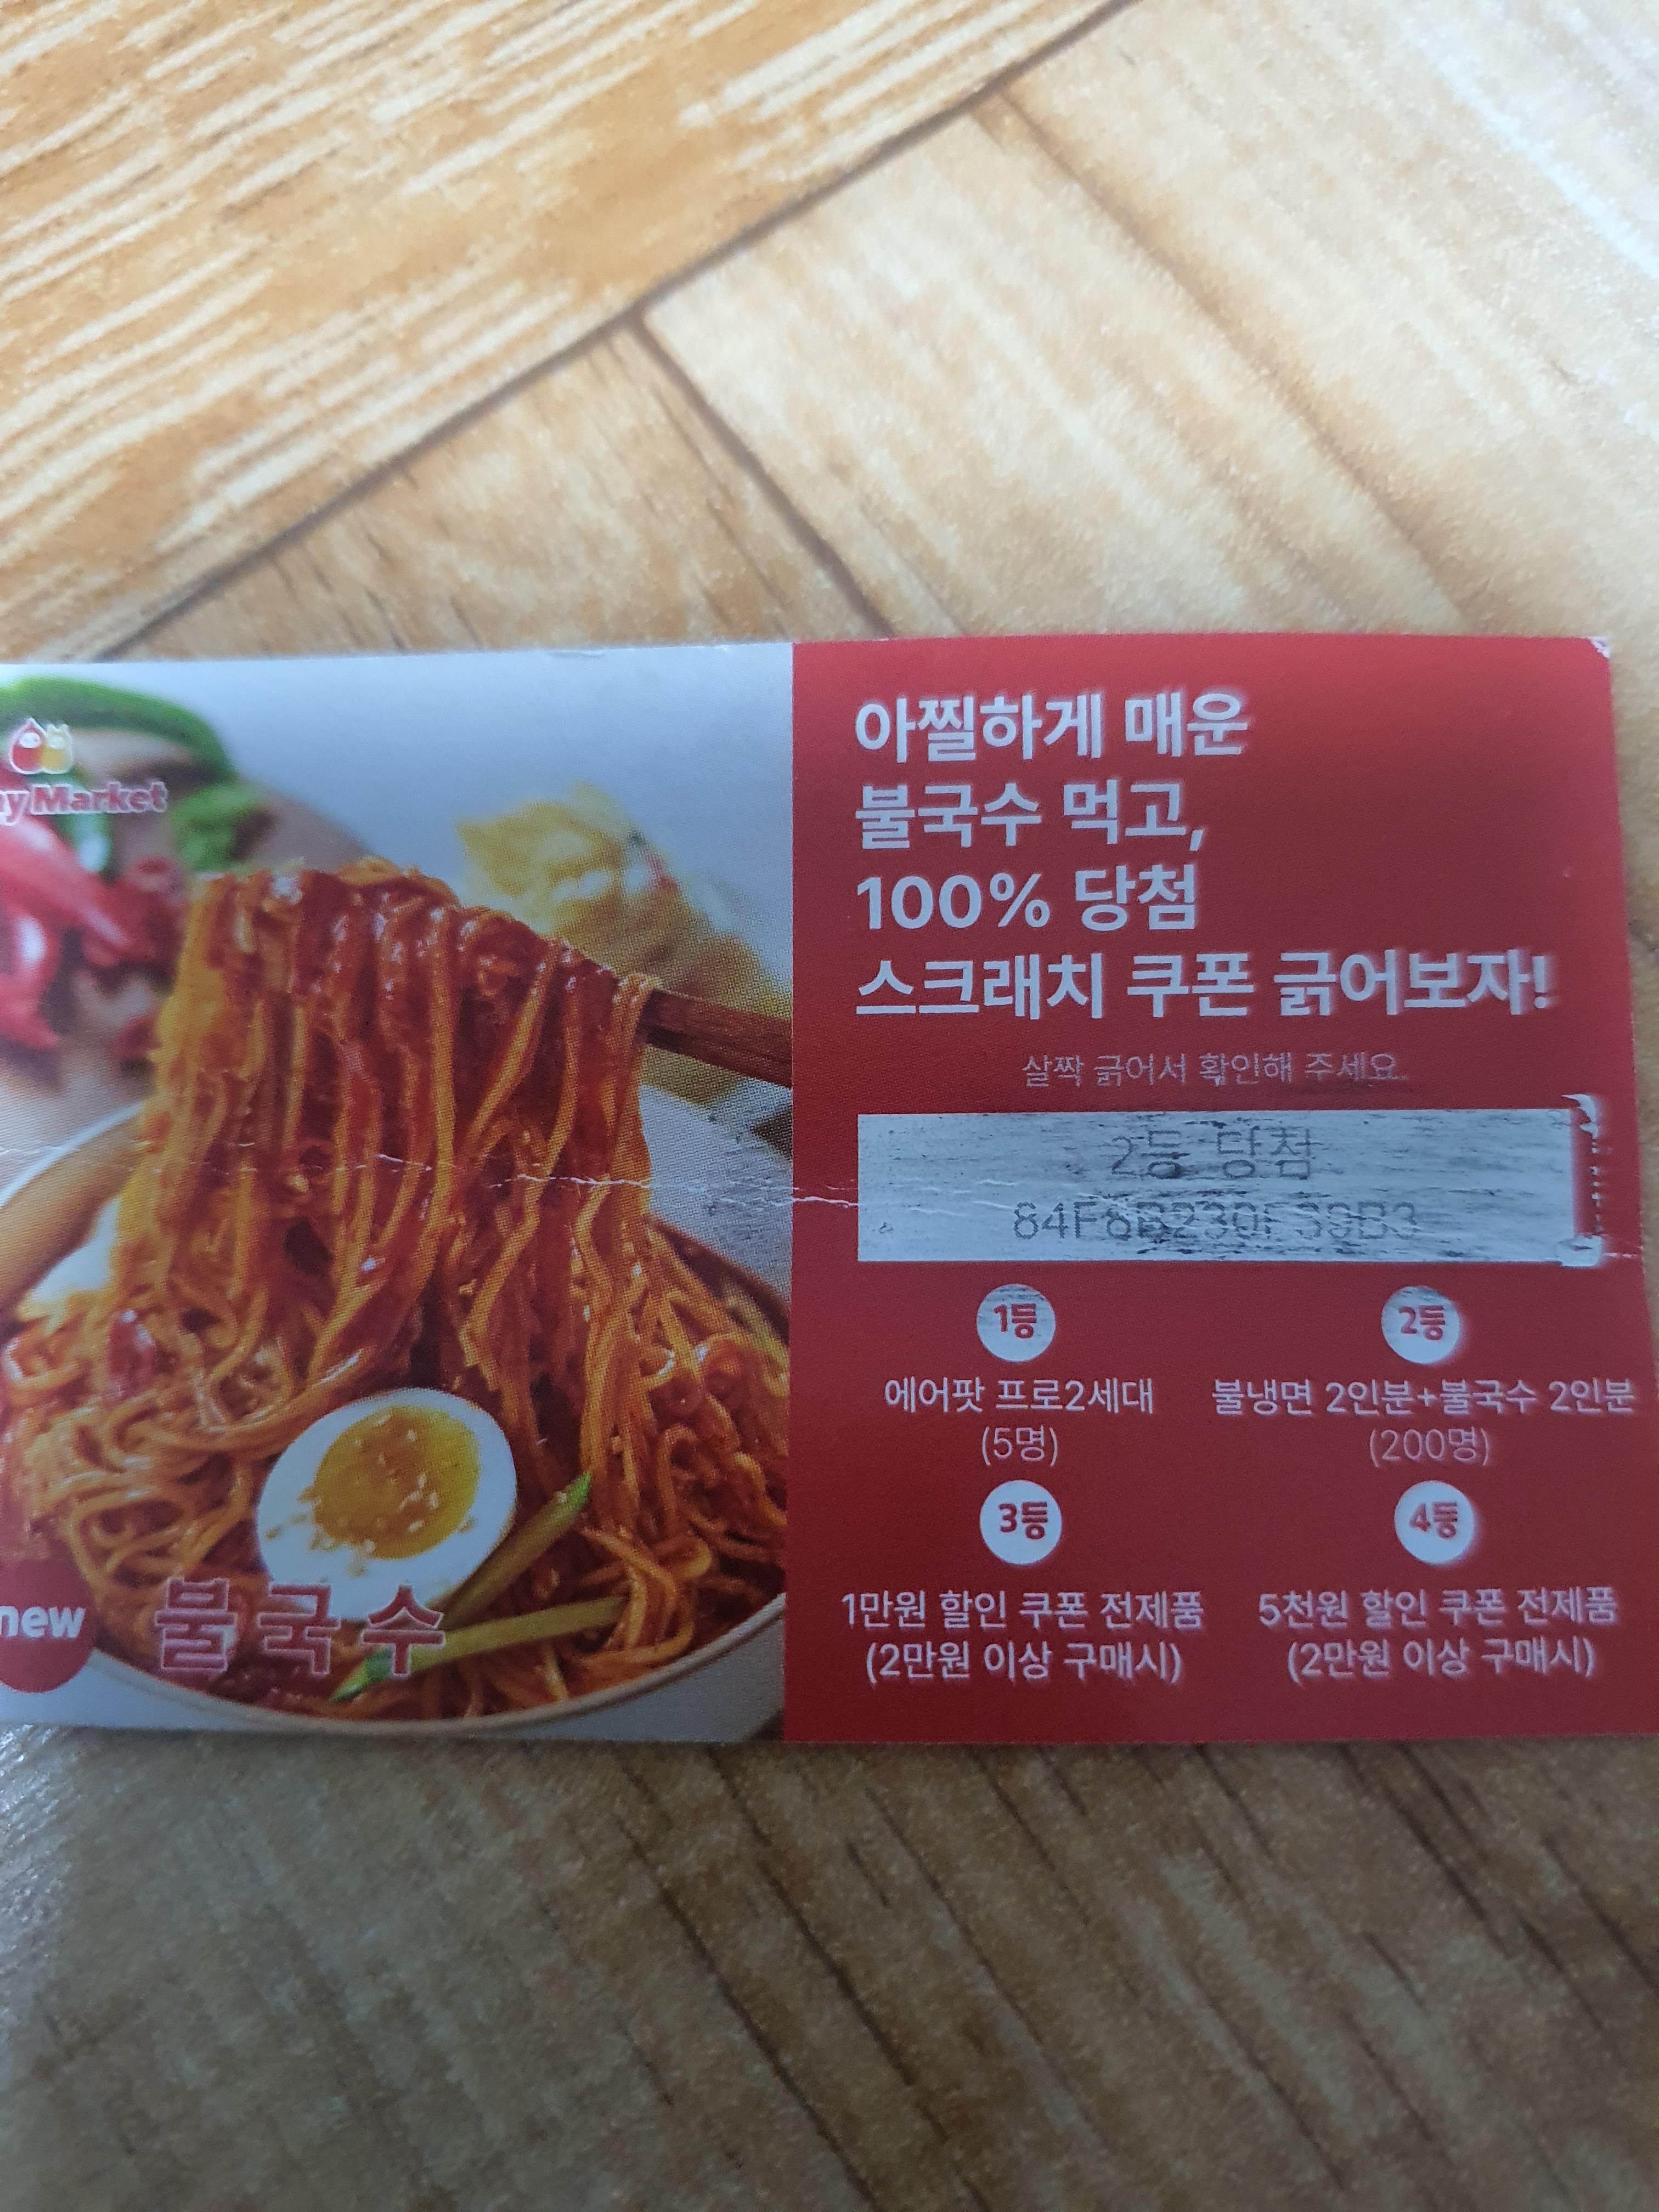 Market
new
불국수
아찔하게 매운
불국수 먹고,
100% 당첨
스크래치 쿠폰 긁어보자!
살짝 긁어서 확인해 주세요.
2등 당첨
1등
에어팟 프로2세대
(5명)
2등
불냉면 2인분+불국수 2인분
(200명)
3등
1만원 할인 쿠폰 전제품
(2만원 이상 구매시)
4등
5천원 할인 쿠폰 전제품
(2만원 이상 구매시)